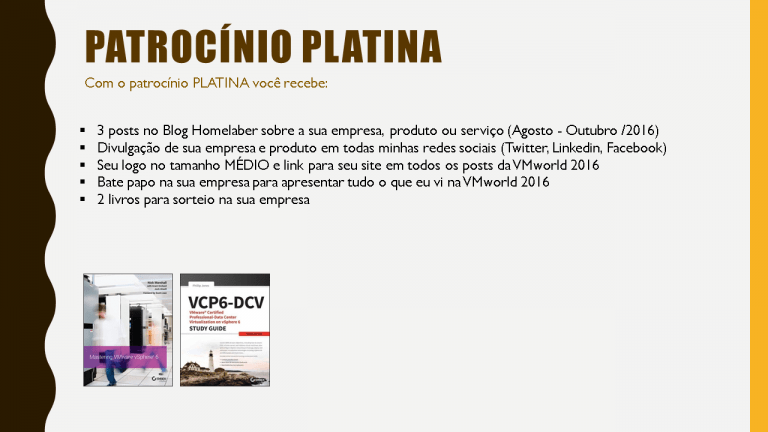 PATROCÍNIO PLATINA
Com o patrocínio PLATINA você recebe:
▪ 3 posts no Blog Homelaber sobre a sua empresa, produto ou serviço (Agosto - Outubro /2016)
▪ Divulgação de sua empresa e produto em todas minhas redes sociais (Twitter, Linkedin, Facebook)
▪ Seu logo no tamanho MÉDIO e link para seu site em todos os posts da VMworld 2016
▪ Bate papo na sua empresa para apresentar tudo o que eu vi na VMworld 2016
▪ 2 livros para sorteio na sua empresa
Mastering VMware vSphere 6
VCP6-DCV
VMware® Certified
Professional-Data Center
Virtualization on vSphere 6
STUDY GUIDE